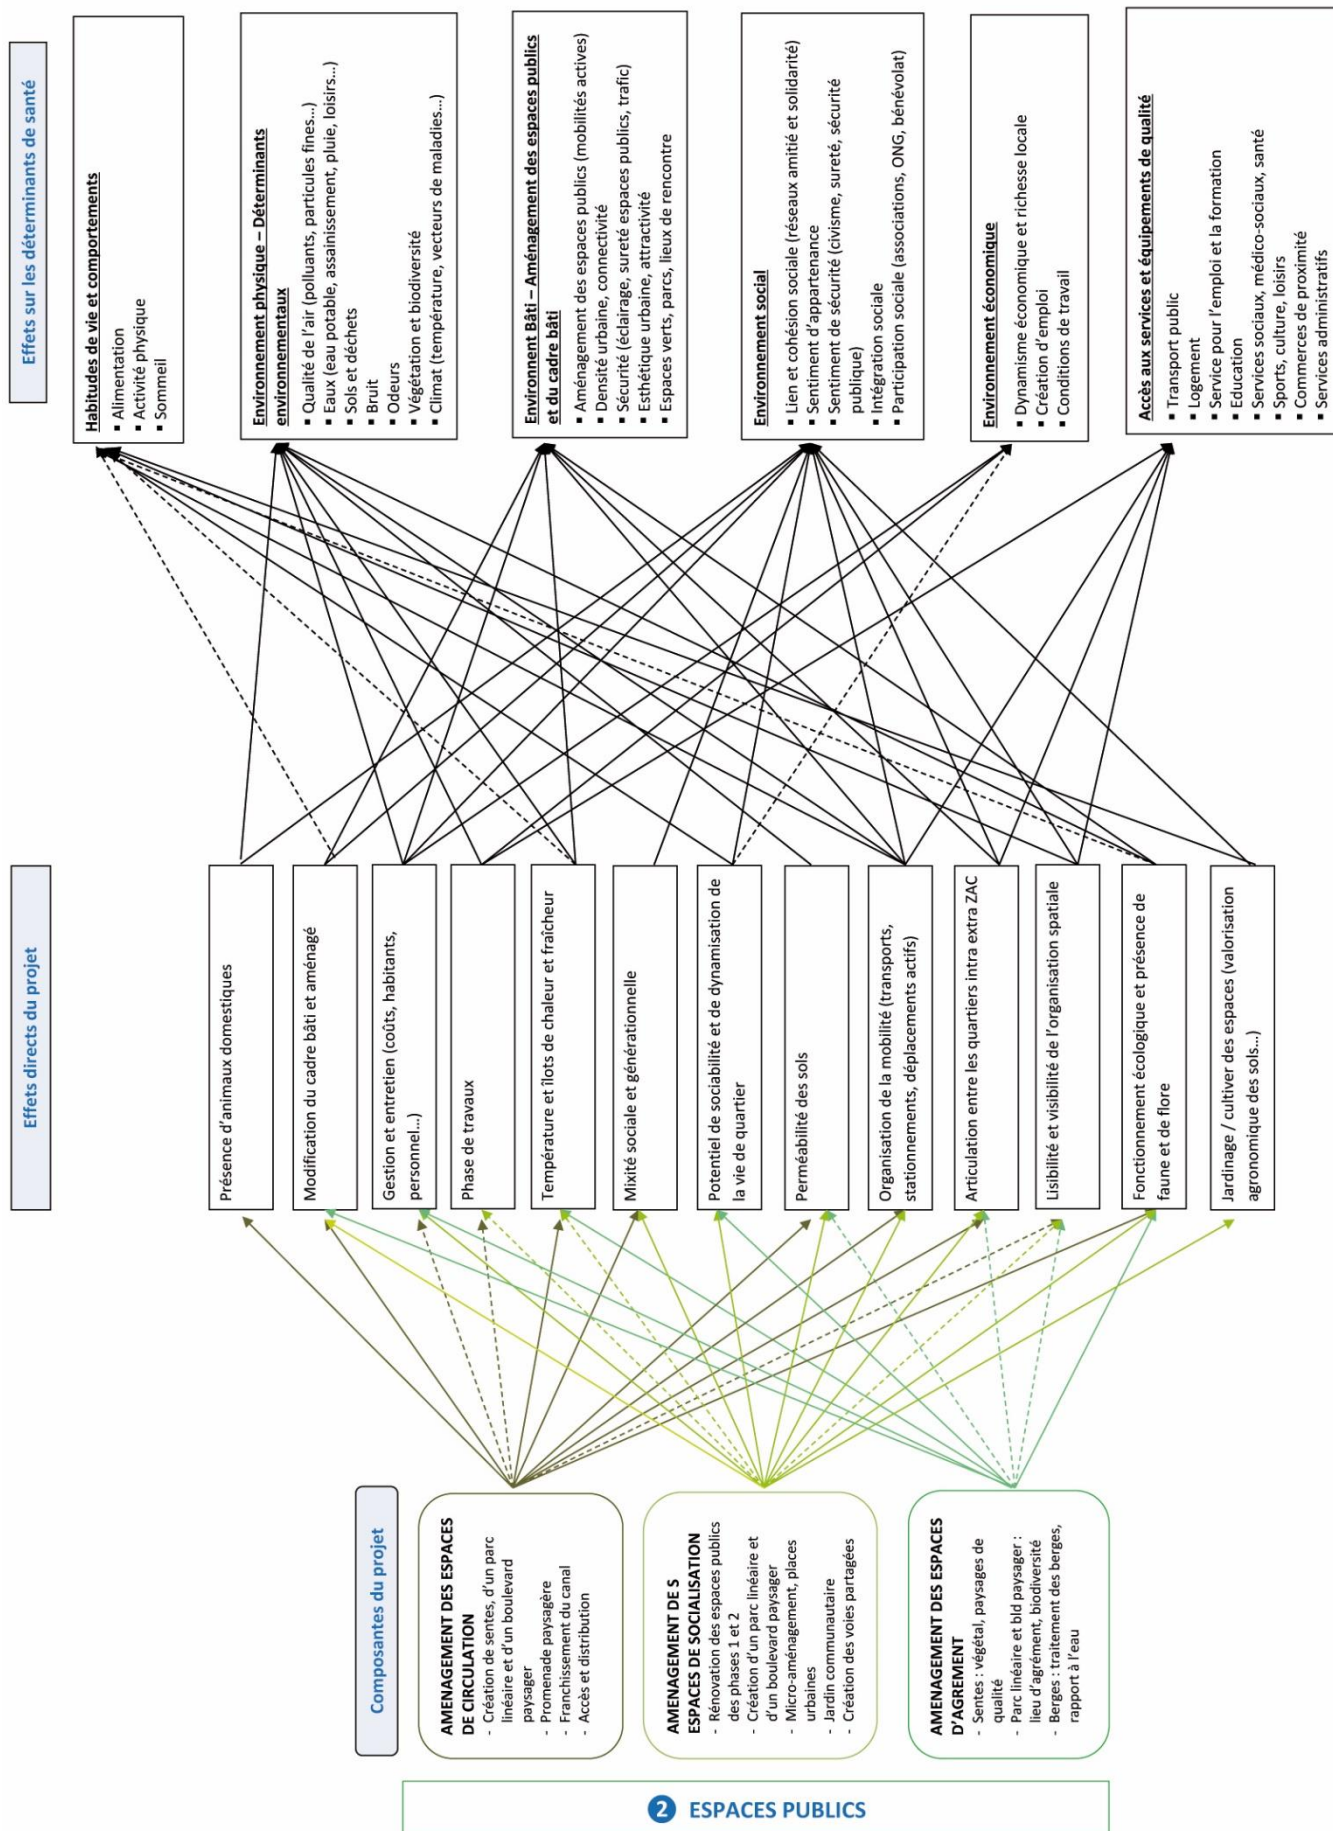 2 ESPACES PUBLICS
Composantes du projet
AMENAGEMENT DES ESPACES
DE CIRCULATION
- Création de sentes, d'un parc
linéaire et d'un boulevard
paysager
- Promenade paysagère
- Franchissement du canal
- Accès et distribution
AMENAGEMENT DE S
ESPACES DE SOCIALISATION
- Rénovation des espaces publics
des phases 1 et 2
- Création d'un parc linéaire et
d'un boulevard paysager
- Micro-aménagement, places
urbaines
- Jardin communautaire
- Création des voies partagées
AMENAGEMENT DES ESPACES
D'AGREMENT
- Sentes : végétal, paysages de
qualité
- Parc linéaire et bld paysager :
lieu d'agrément, biodiversité
- Berges : traitement des berges,
rapport à l'eau
Effets directs du projet
Présence d'animaux domestiques
Modification du cadre bâti et aménagé
Gestion et entretien (coûts, habitants,
personnel…)
Phase de travaux
Température et îlots de chaleur et fraîcheur
Mixité sociale et générationnelle
Potentiel de sociabilité et de dynamisation de
la vie de quartier
Perméabilité des sols
Organisation de la mobilité (transports,
stationnements, déplacements actifs)
Articulation entre les quartiers intra extra ZAC
Lisibilité et visibilité de l'organisation spatiale
Fonctionnement écologique et présence de
faune et de flore
Jardinage / cultiver des espaces (valorisation
agronomique des sols…)
Effets sur les déterminants de santé
Habitudes de vie et comportements
▪ Alimentation
▪ Activité physique
▪ Sommeil
Environnement physique – Déterminants
environnementaux
▪ Qualité de l'air (polluants, particules fines…)
▪ Eaux (eau potable, assainissement, pluie, loisirs…)
▪ Sols et déchets
▪ Bruit
▪ Odeurs
▪ Végétation et biodiversité
▪ Climat (température, vecteurs de maladies…)
Environnent Bâti – Aménagement des espaces publics
et du cadre bâti
▪ Aménagement des espaces publics (mobilités actives)
▪ Densité urbaine, connectivité
▪ Sécurité (éclairage, sureté espaces publics, trafic)
▪ Esthétique urbaine, attractivité
▪ Espaces verts, parcs, lieux de rencontre
Environnement social
▪ Lien et cohésion sociale (réseaux amitié et solidarité)
▪ Sentiment d'appartenance
▪ Sentiment de sécurité (civisme, sureté, sécurité
publique)
▪ Intégration sociale
▪ Participation sociale (associations, ONG, bénévolat)
Environnement économique
▪ Dynamisme économique et richesse locale
▪ Création d'emploi
▪ Conditions de travail
Accès aux services et équipements de qualité
▪ Transport public
▪ Logement
▪ Service pour l'emploi et la formation
▪ Education
▪ Services sociaux, médico-sociaux, santé
▪ Sports, culture, loisirs
▪ Commerces de proximité
▪ Services administratifs